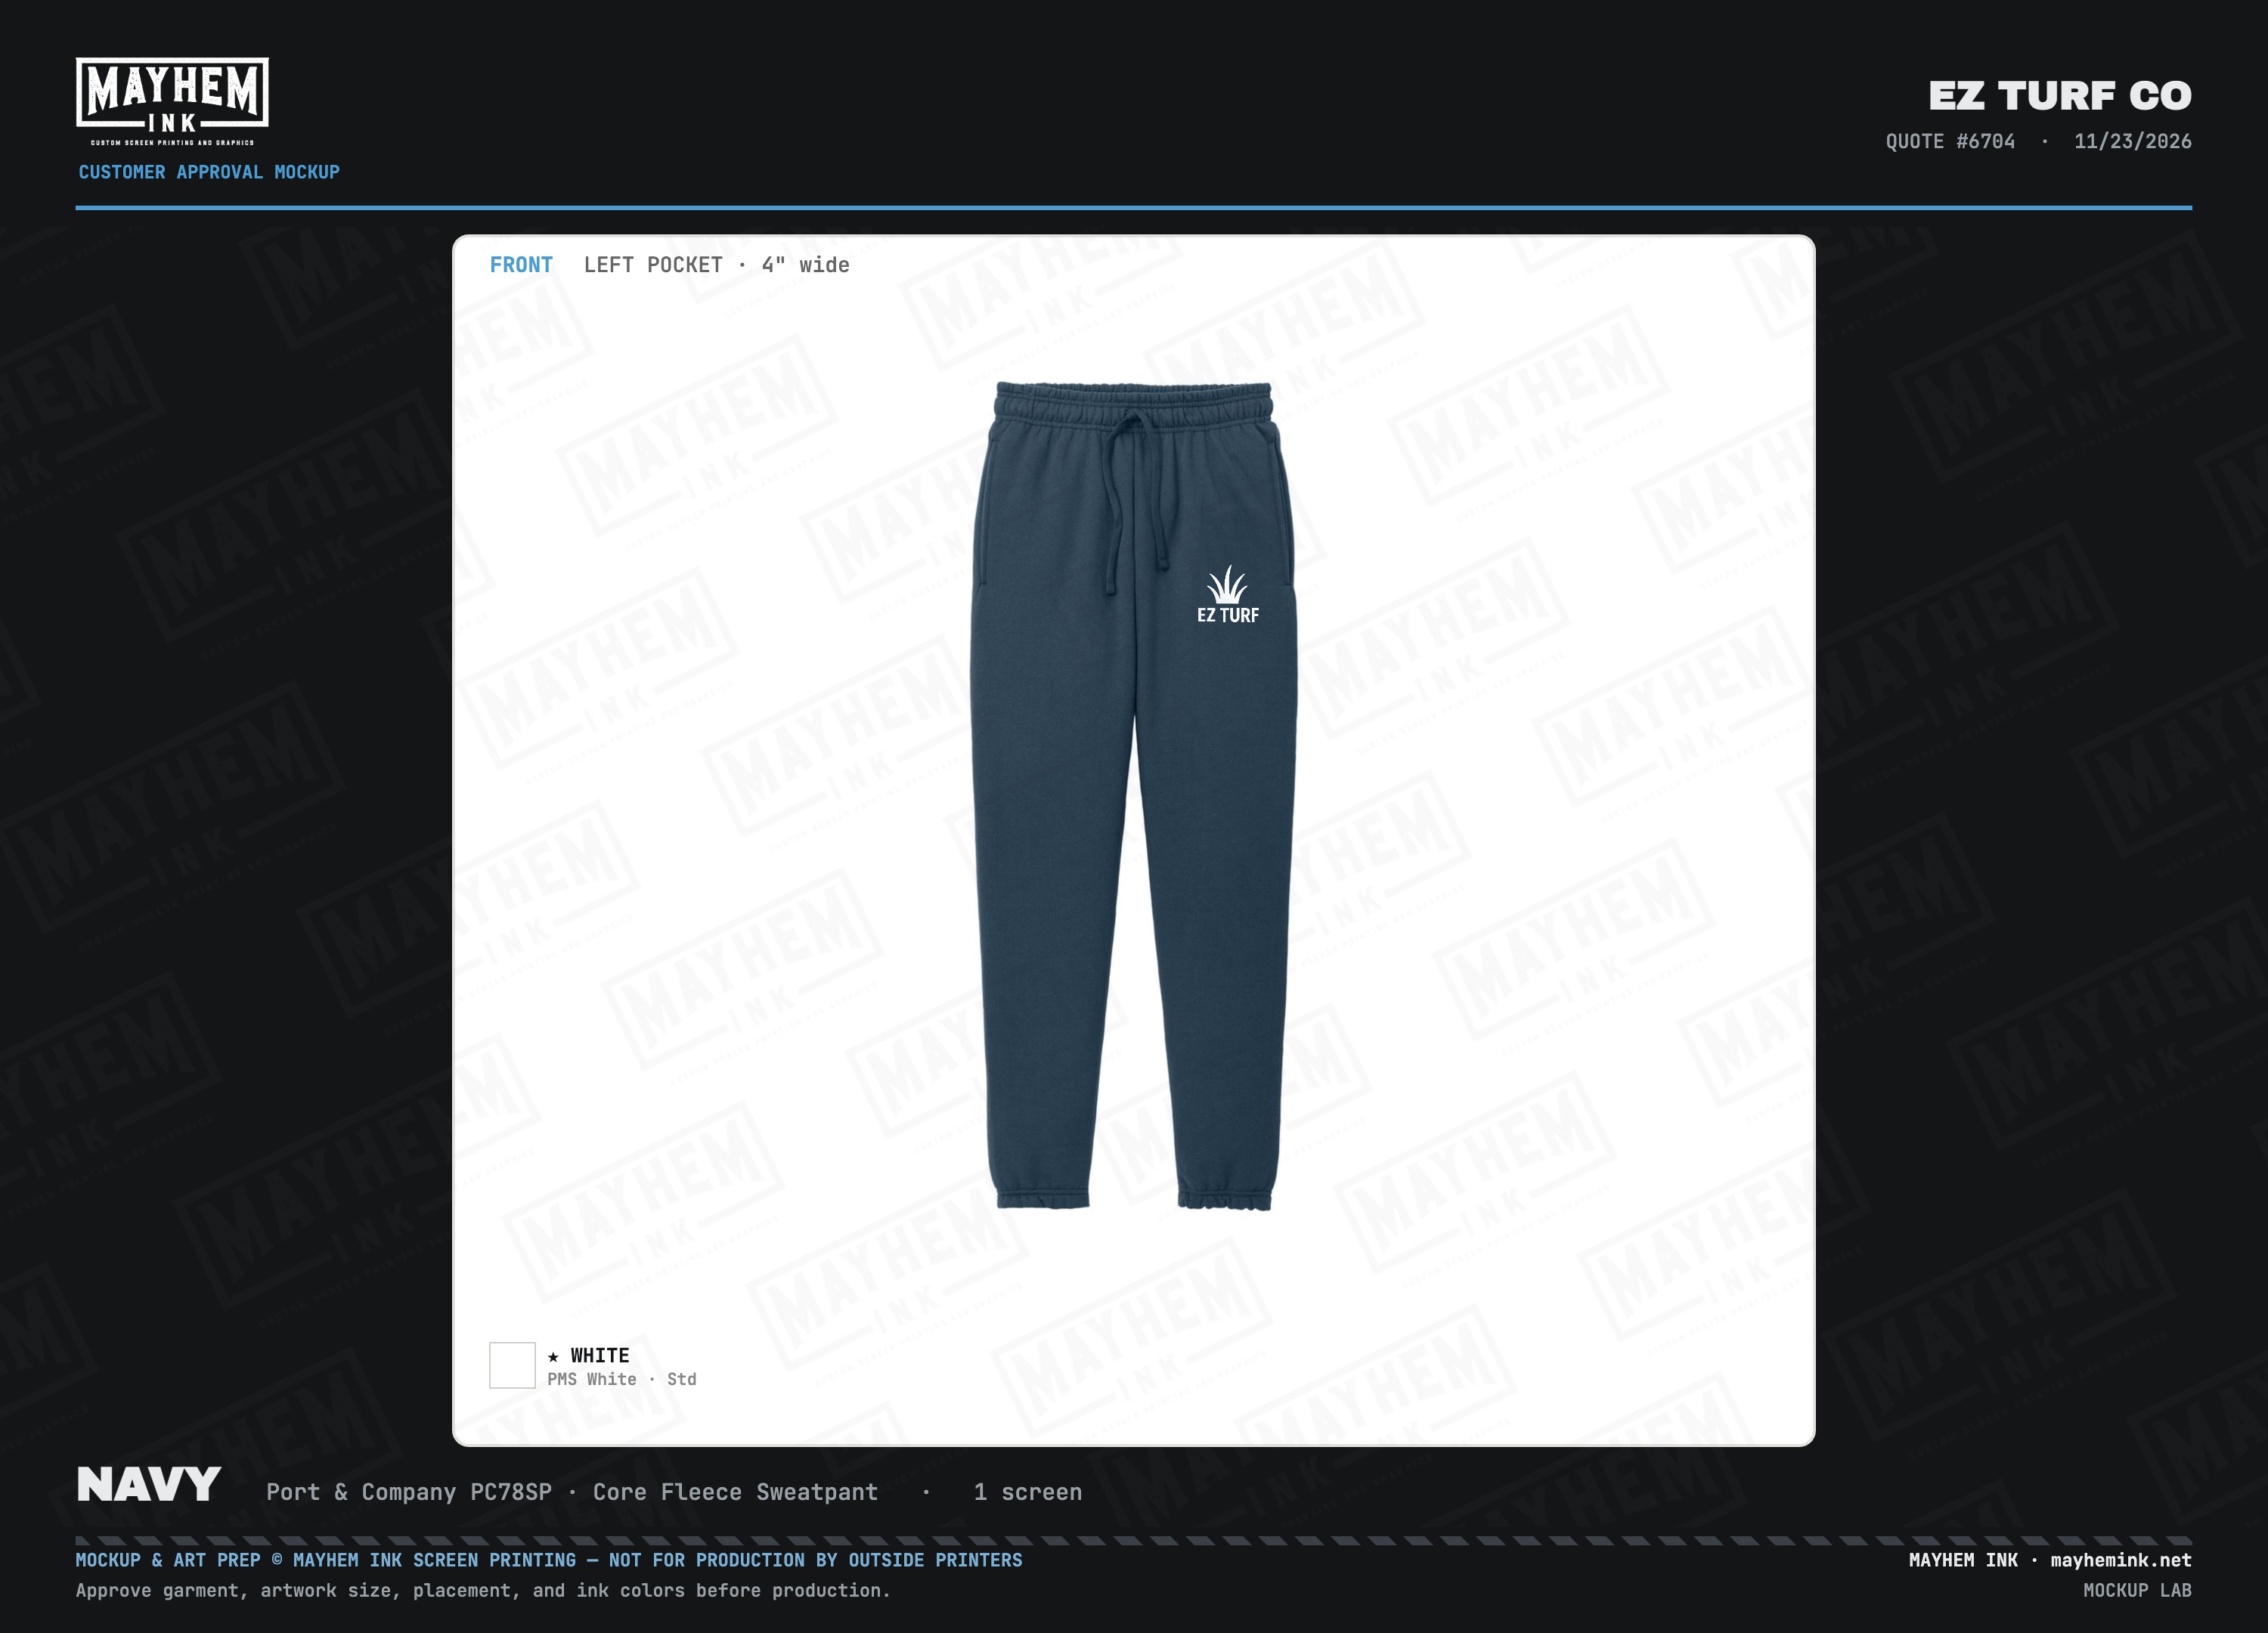 MAYHEM
INK
CUSTOM SCREEN PRINTING AND GRAPHICS
CUSTOMER APPROVAL MOCKUP
EZ TURF CO
QUOTE #6704 · 11/23/2026
FRONT LEFT POCKET · 4" wide
EZ TURF
★ WHITE
PMS White · Std
NAVY Port & Company PC78SP · Core Fleece Sweatpant · 1 screen
MOCKUP & ART PREP © MAYHEM INK SCREEN PRINTING — NOT FOR PRODUCTION BY OUTSIDE PRINTERS
Approve garment, artwork size, placement, and ink colors before production.
MAYHEM INK · mayhemink.net
MOCKUP LAB